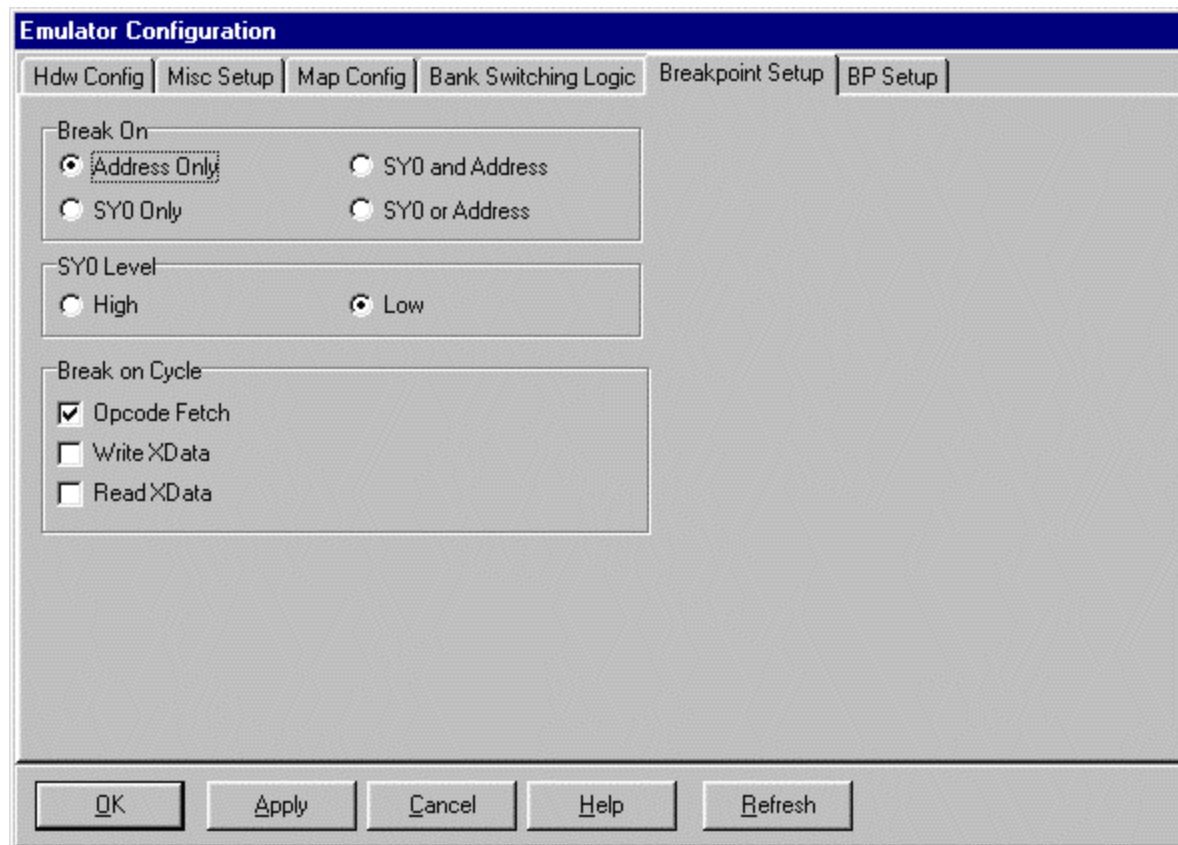 Emulator Configuration
Hdw Config Misc Setup Map Config Bank Switching Logic Breakpoint Setup BP Setup
Break On
Address Only SY0 and Address
SY0 Only SY0 or Address
SY0 Level
High Low
Break on Cycle
Opcode Fetch
Write XData
Read XData
OK Apply Cancel Help Refresh